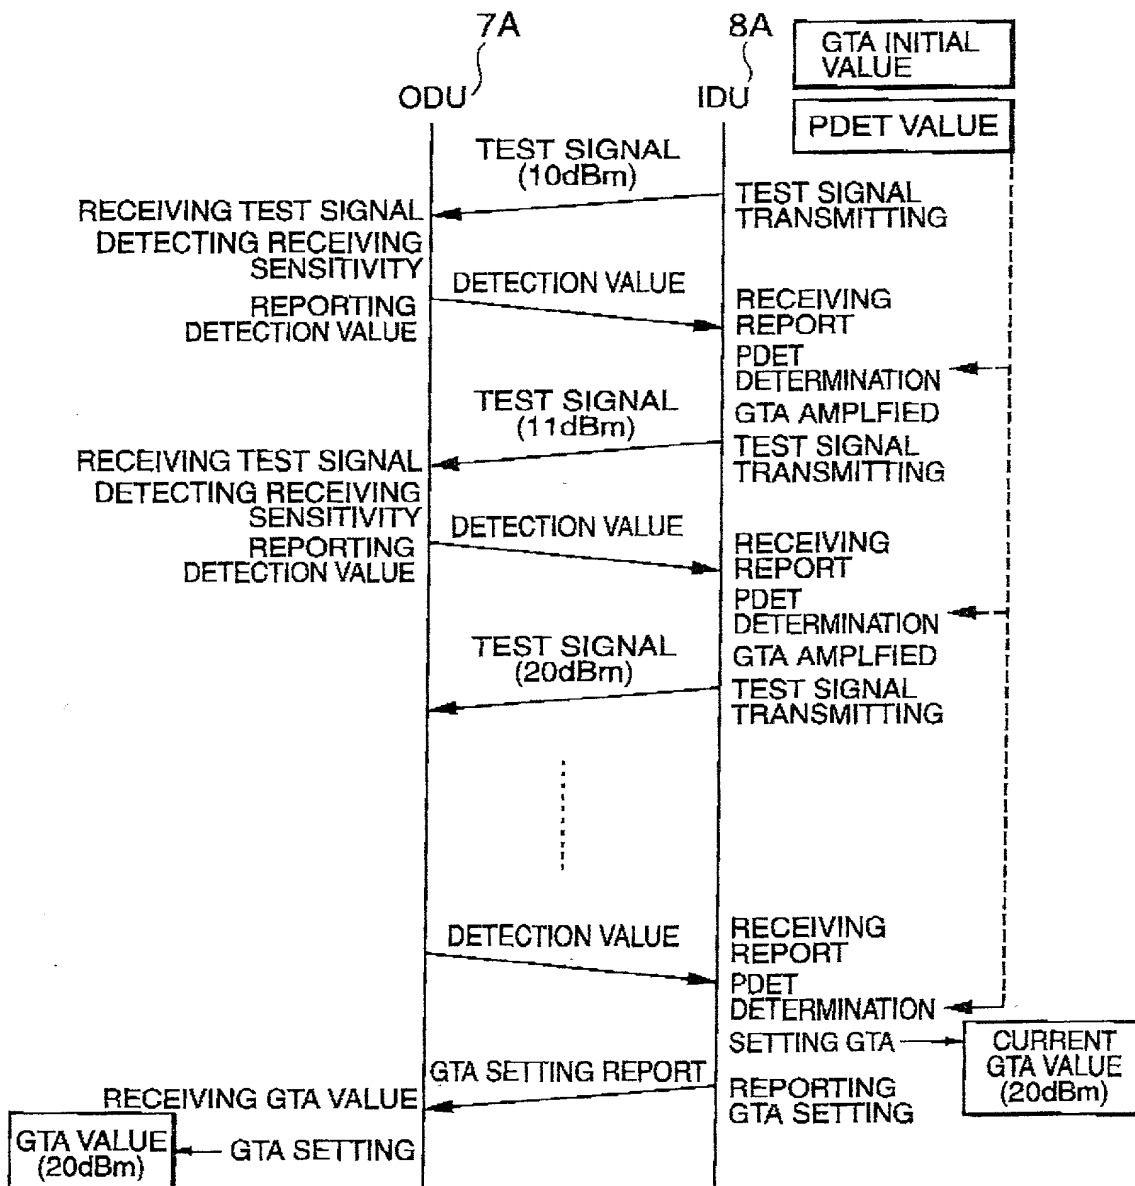 7A
8A
GTA INITIAL
VALUE
ODU
IDU
PDET VALUE
TEST SIGNAL
(10dBm)
TEST SIGNAL
TRANSMITTING
RECEIVING TEST SIGNAL
DETECTING RECEIVING
SENSITIVITY
DETECTION VALUE
REPORTING
DETECTION VALUE
RECEIVING
REPORT
PDET
DETERMINATION
TEST SIGNAL
(11dBm)
GTA AMPLFIED
TEST SIGNAL
TRANSMITTING
RECEIVING TEST SIGNAL
DETECTING RECEIVING
SENSITIVITY
DETECTION VALUE
REPORTING
DETECTION VALUE
RECEIVING
REPORT
PDET
DETERMINATION
TEST SIGNAL
(20dBm)
GTA AMPLFIED
TEST SIGNAL
TRANSMITTING
DETECTION VALUE
RECEIVING
REPORT
PDET
DETERMINATION
SETTING GTA
CURRENT
GTA VALUE
(20dBm)
GTA SETTING REPORT
REPORTING
GTA SETTING
RECEIVING GTA VALUE
GTA SETTING
GTA VALUE
(20dBm)